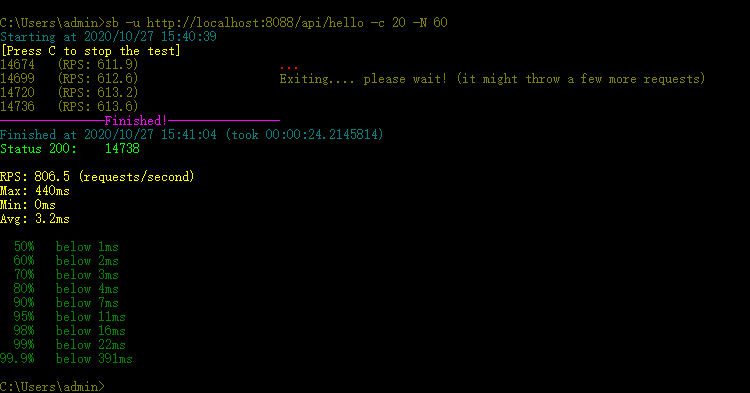 C:\Users\admin>sb -u http://localhost:8088/api/hello -c 20 -N 60
Starting at 2020/10/27 15:40:39
[Press C to stop the test]
14674 (RPS: 611.9) ...
14699 (RPS: 612.6) Exiting.... please wait! (it might throw a few more requests)
14720 (RPS: 613.2)
14736 (RPS: 613.6)
---------------Finished!----------------
Finished at 2020/10/27 15:41:04 (took 00:00:24.2145814)
Status 200: 14738
RPS: 806.5 (requests/second)
Max: 440ms
Min: 0ms
Avg: 3.2ms
50% below 1ms
60% below 2ms
70% below 3ms
80% below 4ms
90% below 7ms
95% below 11ms
98% below 16ms
99% below 22ms
99.9% below 391ms
C:\Users\admin>